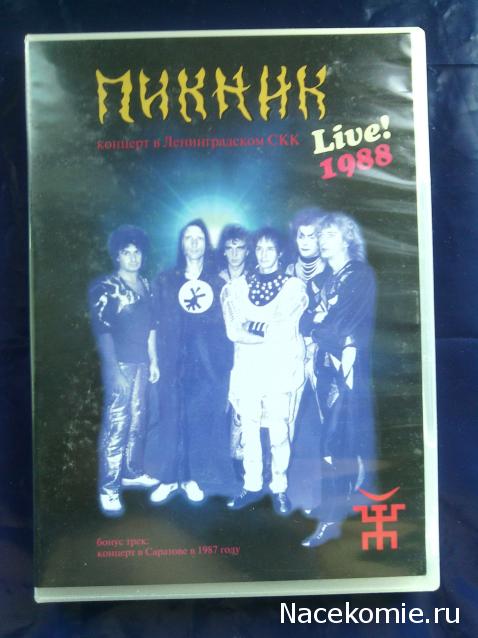 ПИКНИК
концерт в Ленинградском СКК
Live!
1988
бонус трек:
концерт в Саратове в 1987 году
Nacekomie.ru